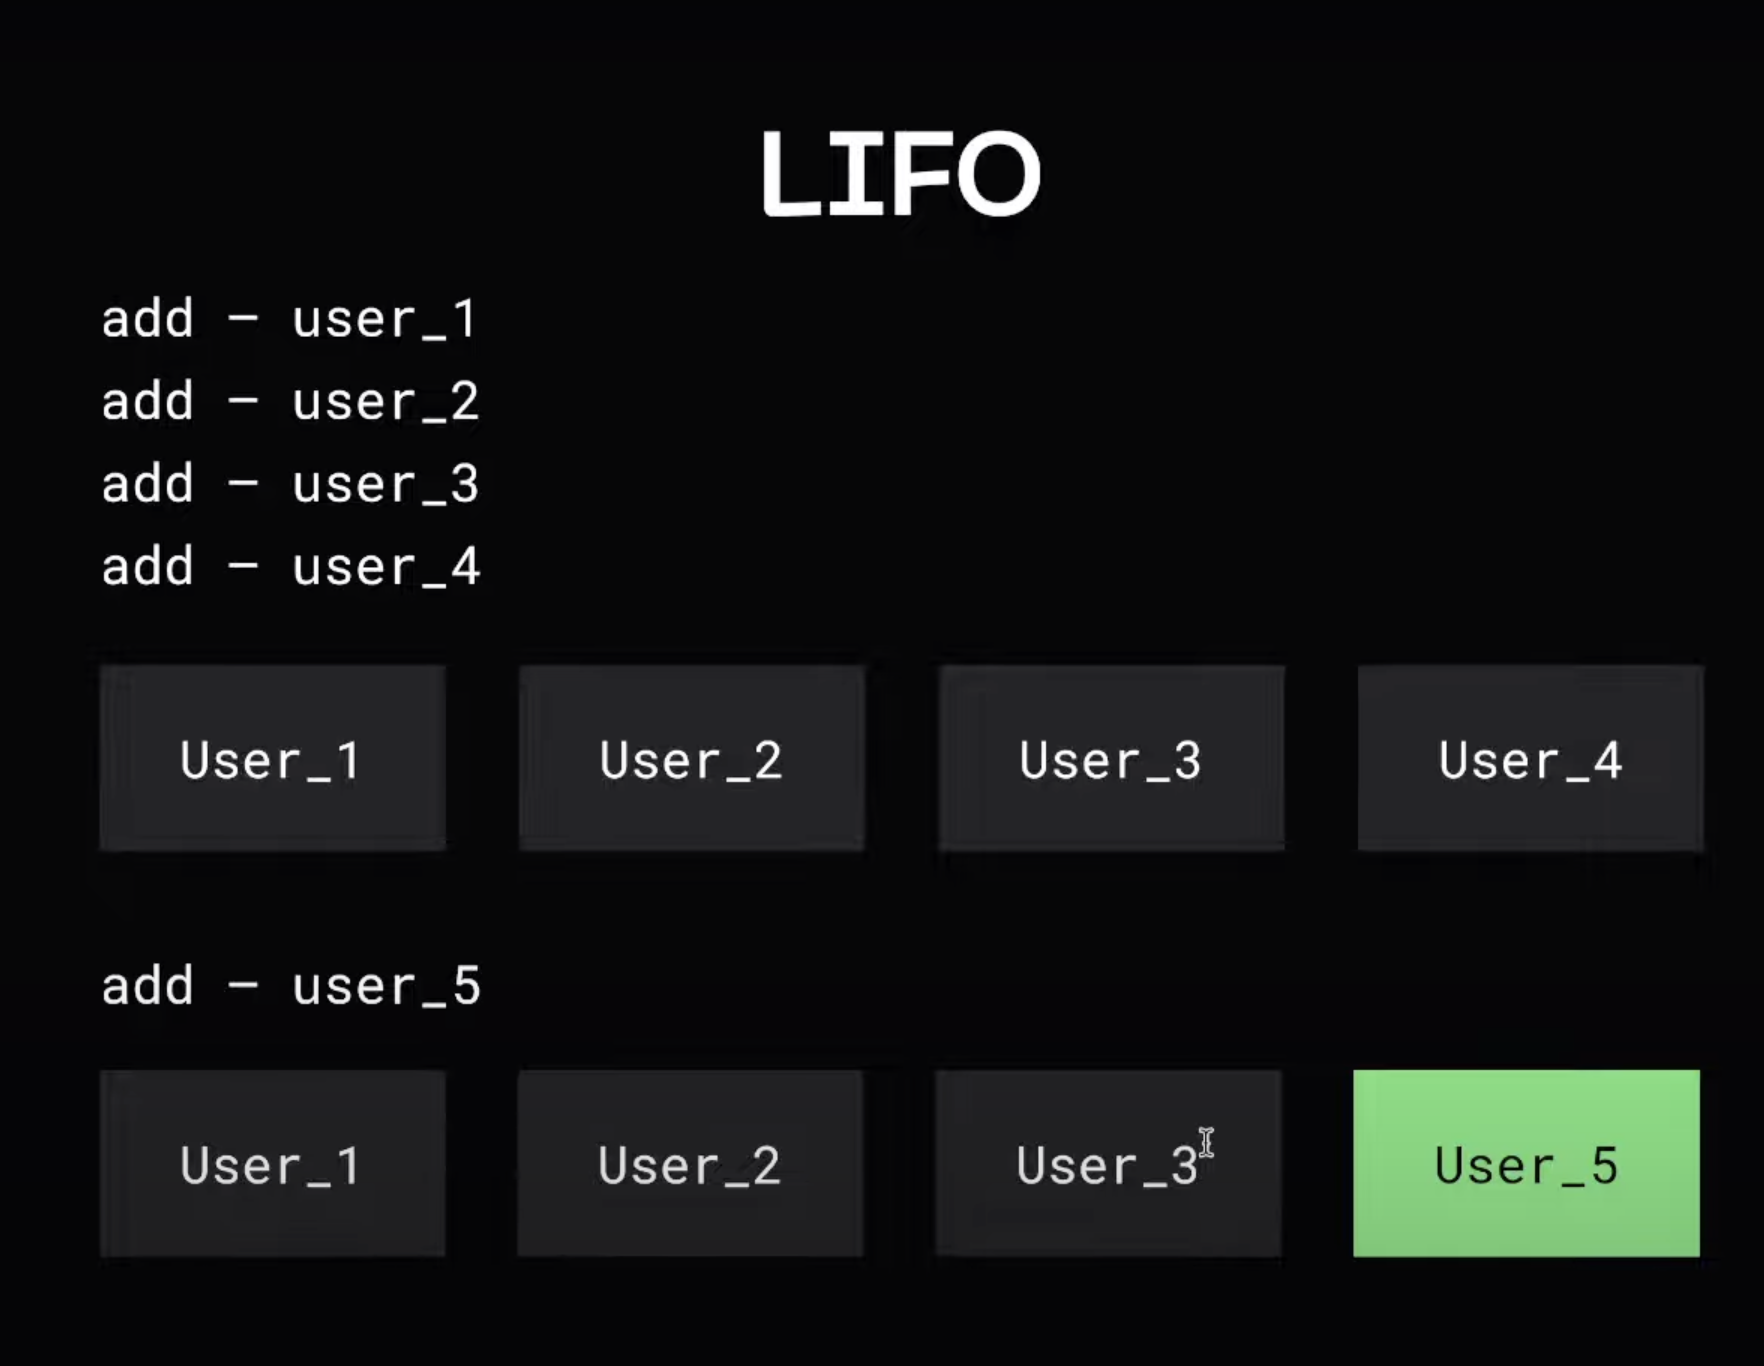 LIFO
add – user_1
add – user_2
add – user_3
add – user_4
User_1 User_2 User_3 User_4
add – user_5
User_1 User_2 User_3 User_5